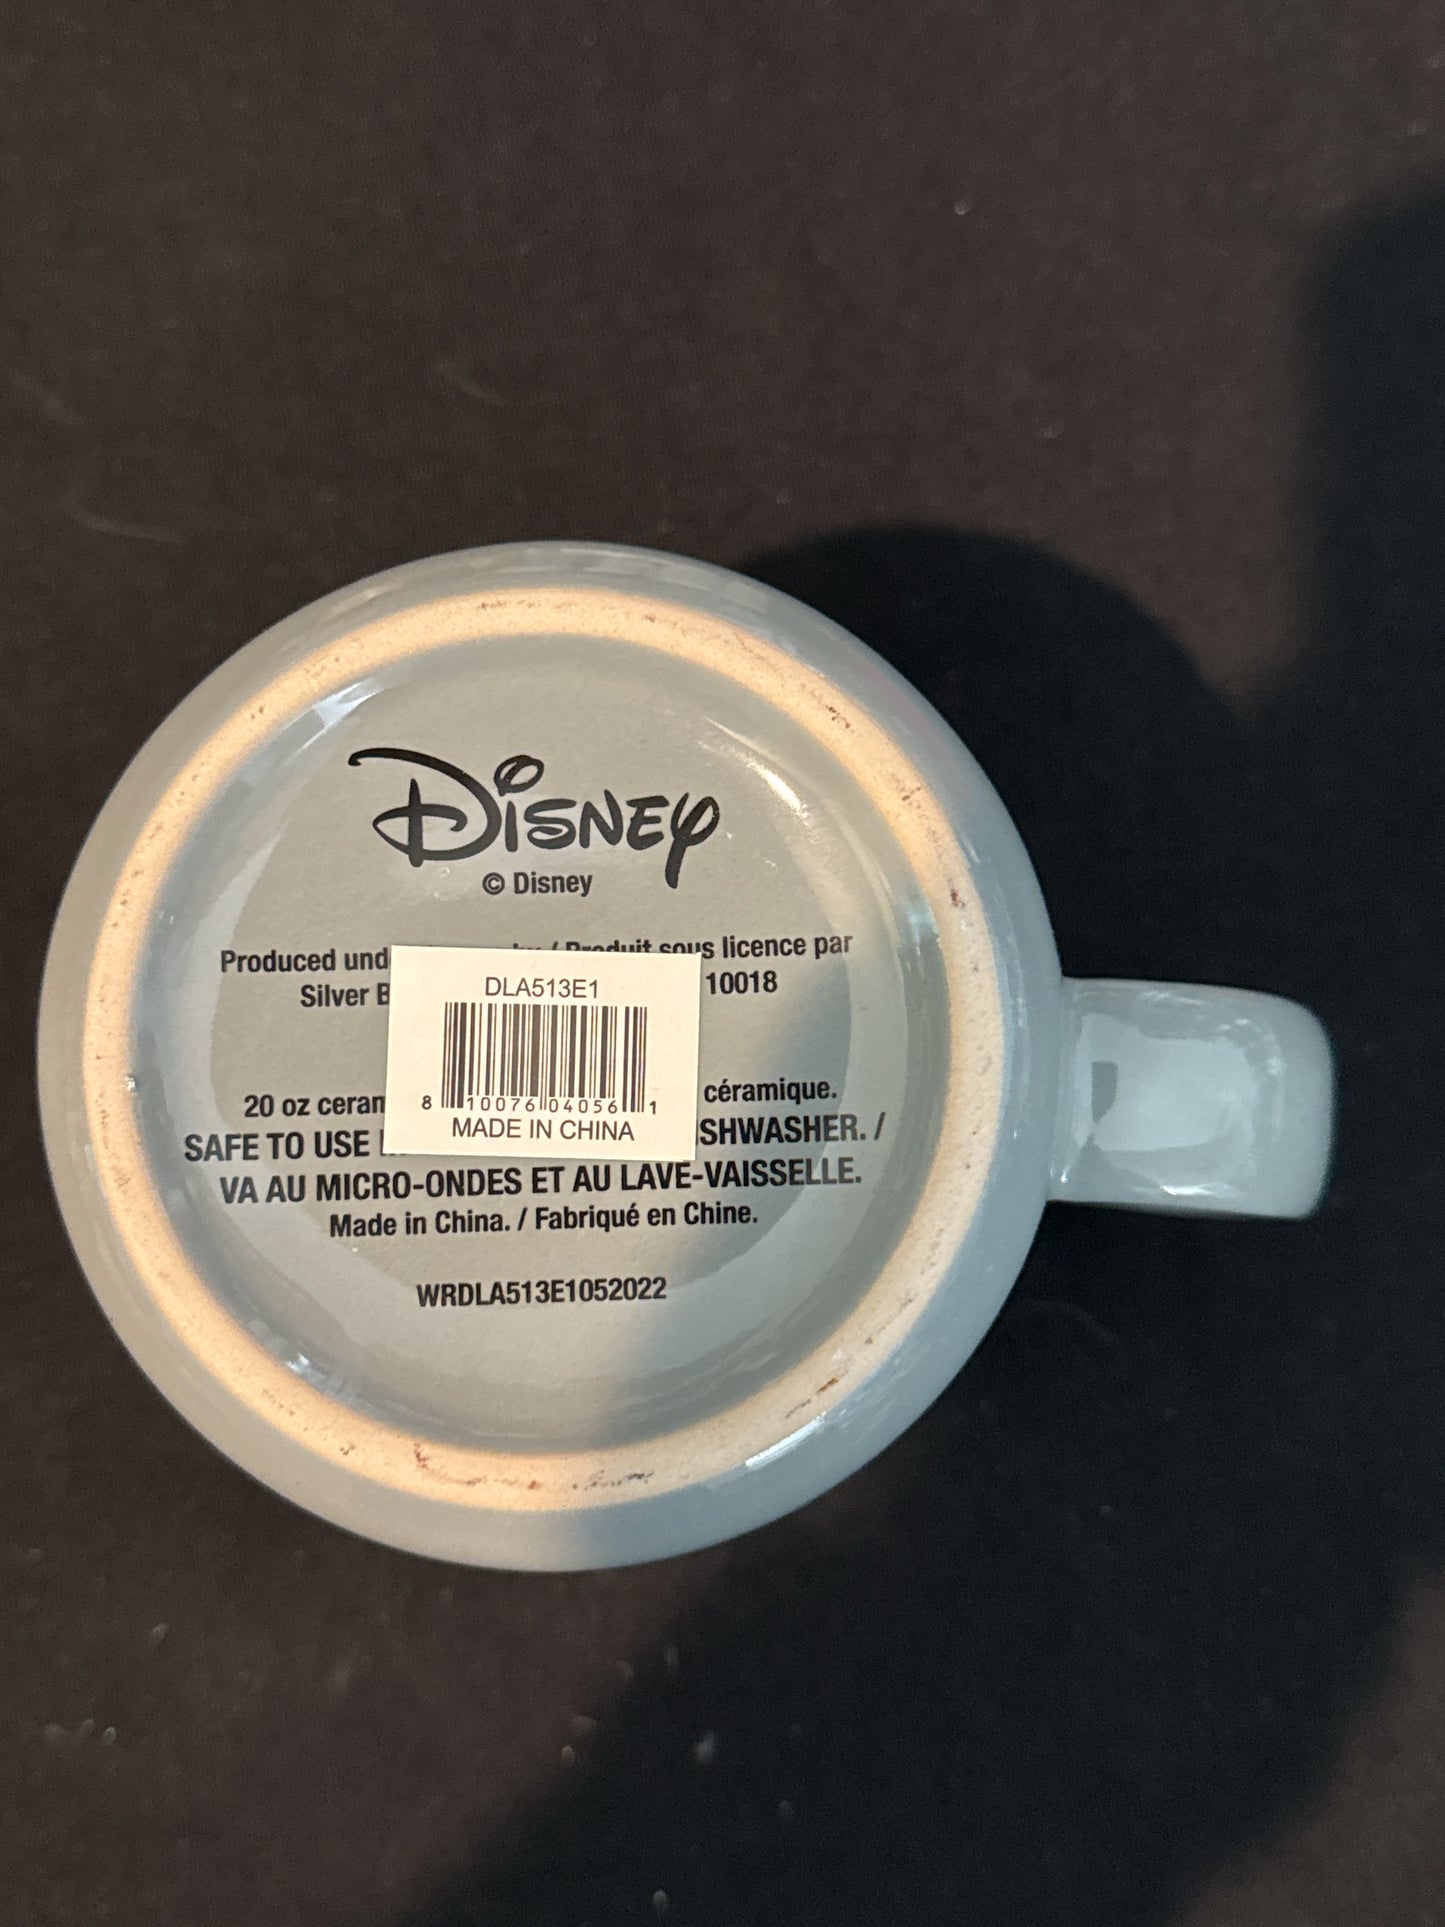 Disney
© Disney
Produced und / Produit sous licence par
Silver 10018
DLA513E1
8 10076 04056 1
MADE IN CHINA
20 oz céramique.
SAFE TO USE
VA AU MICRO-ONDES ET AU LAVE-VAISSELLE.
Made in China. / Fabriqué en Chine.
WRDLA513E1052022